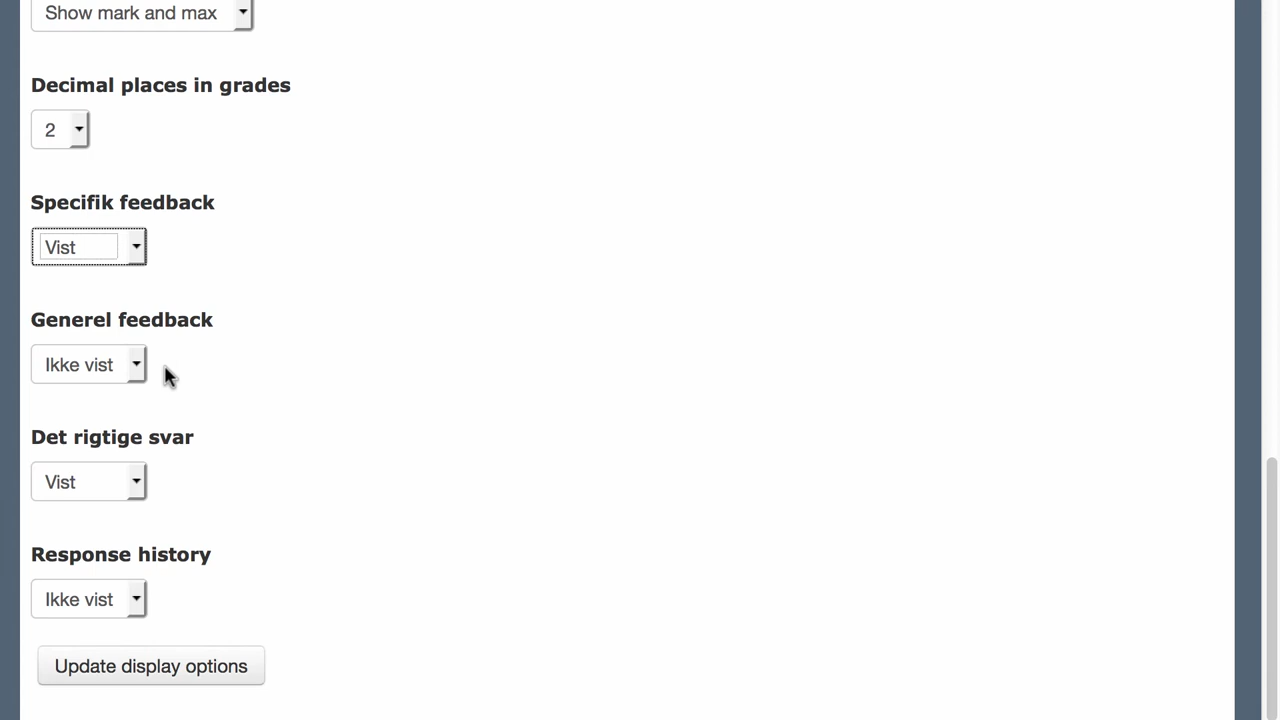 Show mark and max
Decimal places in grades
2
Specifik feedback
Vist
Generel feedback
Ikke vist
Det rigtige svar
Vist
Response history
Ikke vist
Update display options